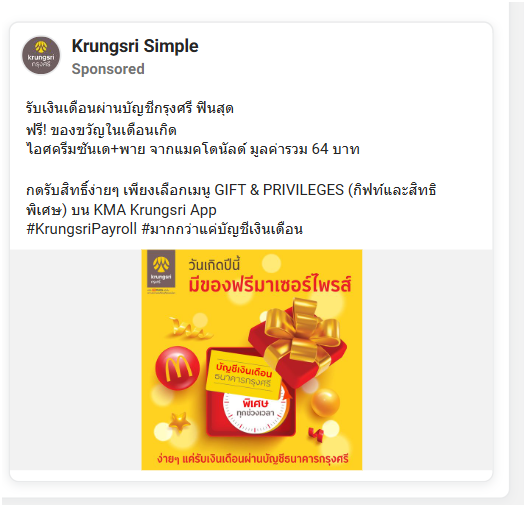 krungsri
กรุงศรี
Krungsri Simple
Sponsored
รับเงินเดือนผ่านบัญชีกรุงศรี ฟินสุด
ฟรี! ของขวัญในเดือนเกิด
ไอศครีมซันเด+พาย จากแมคโดนัลด์ มูลค่ารวม 64 บาท
กดรับสิทธิ์ง่ายๆ เพียงเลือกเมนู GIFT & PRIVILEGES (กิฟท์และสิทธิ
พิเศษ) บน KMA Krungsri App
#KrungsriPayroll #มากกว่าแค่บัญชีเงินเดือน
krungsri
กรุงศรี
วันเกิดปีนี้
มีของฟรีมาเซอร์ไพรส์
บัญชีเงินเดือน
ธนาคารกรุงศรี
พิเศษ
ทุกช่วงเวลา
ง่ายๆ แค่รับเงินเดือนผ่านบัญชีธนาคารกรุงศรี